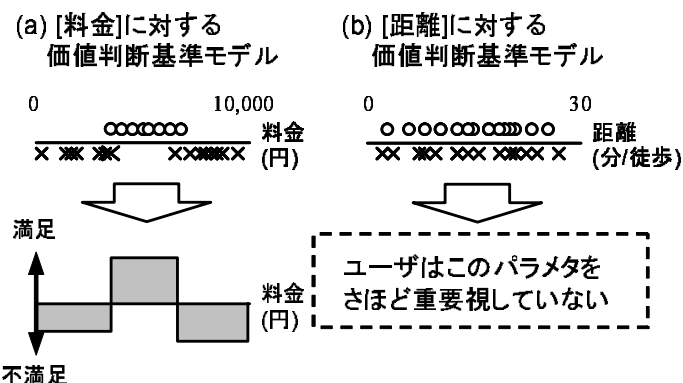 (a) [料金]に対する
価値判断基準モデル
(b) [距離]に対する
価値判断基準モデル
0 10,000
料金
(円)
0 30
距離
(分/徒歩)
満足
料金
(円)
不満足
ユーザはこのパラメタを
さほど重要視していない